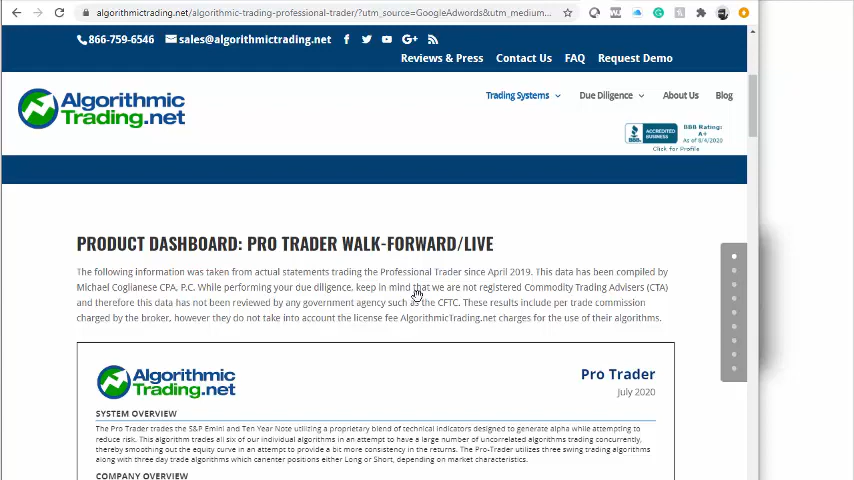 algorithmictrading.net/algorithmic-trading-professional-trader/?utm_source=GoogleAdwords&utm_medium...
866-759-6546 sales@algorithmictrading.net G+
Reviews & Press Contact Us FAQ Request Demo
Algorithmic
Trading.net
Trading Systems Due Diligence About Us Blog
BBB
ACCREDITED
BUSINESS
BBB Rating:
A+
As of 8/4/2020
Click for Profile
PRODUCT DASHBOARD: PRO TRADER WALK-FORWARD/LIVE
The following information was taken from actual statements trading the Professional Trader since April 2019. This data has been compiled by
Michael Coglianese CPA, P.C. While performing your due diligence, keep in mind that we are not registered Commodity Trading Advisers (CTA)
and therefore this data has not been reviewed by any government agency such as the CFTC. These results include per trade commission
charged by the broker, however they do not take into account the license fee AlgorithmicTrading.net charges for the use of their algorithms.
Algorithmic
Trading.net
Pro Trader
July 2020
SYSTEM OVERVIEW
The Pro Trader trades the S&P Emini and Ten Year Note utilizing a proprietary blend of technical indicators designed to generate alpha while attempting to
reduce risk. This algorithm trades all six of our individual algorithms in an attempt to have a large number of uncorrelated algorithms trading concurrently,
thereby smoothing out the equity curve in an attempt to provide a bit more consistency in the returns. The Pro-Trader utilizes three swing trading algorithms
along with three day trade algorithms which canenter positions either Long or Short, depending on market characteristics.
COMPANY OVERVIEW